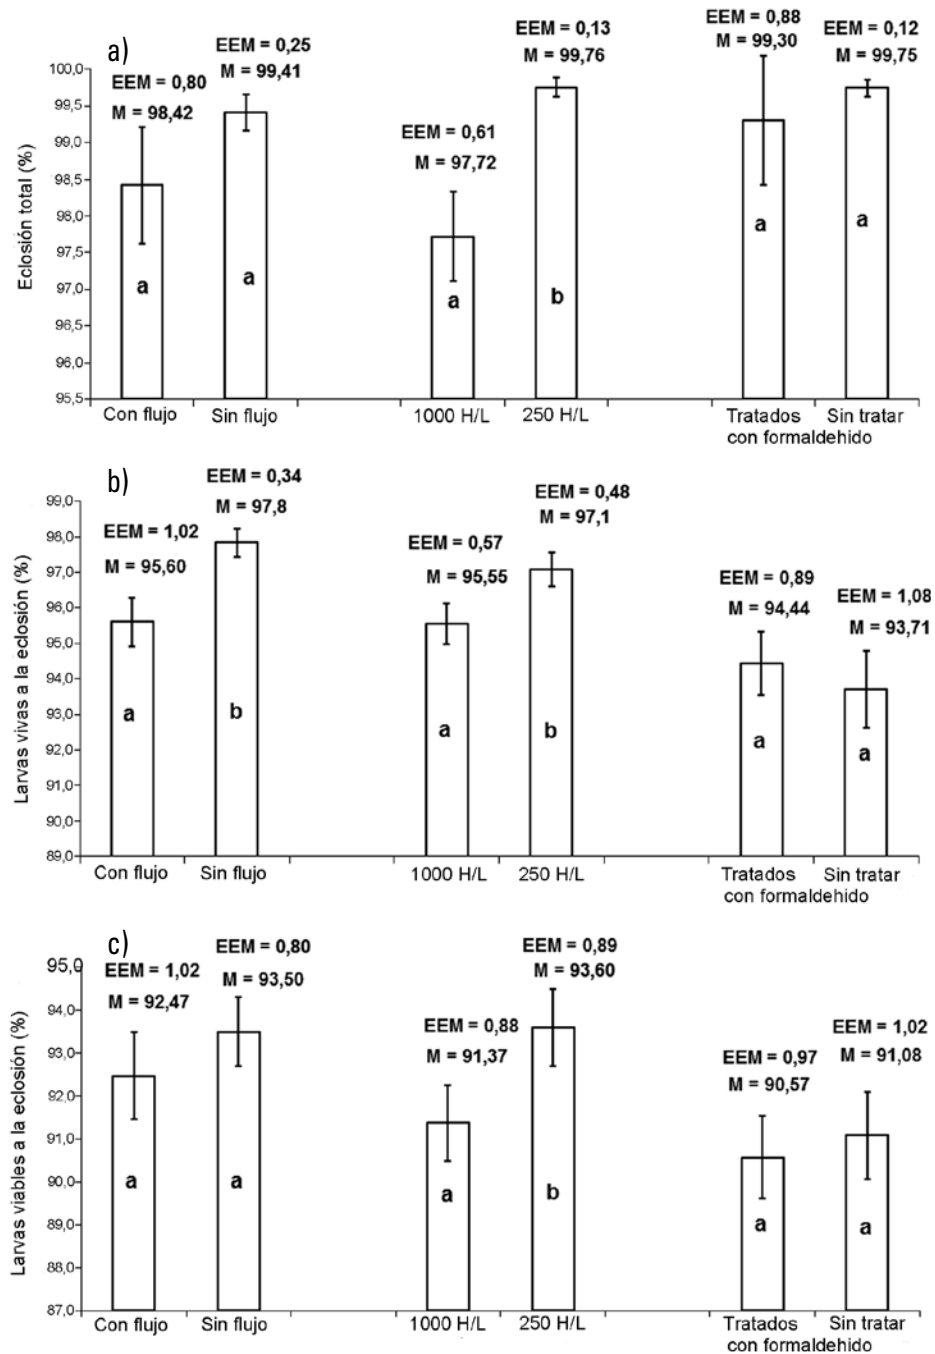 a)
EEM = 0,80
M = 98,42
EEM = 0,25
M = 99,41
EEM = 0,61
M = 97,72
EEM = 0,13
M = 99,76
EEM = 0,88
M = 99,30
EEM = 0,12
M = 99,75
Eclosión total (%)
100,0
99,5
99,0
98,5
98,0
97,5
97,0
96,5
96,0
95,5
a
a
a
b
a
a
Con flujo
Sin flujo
1000 H/L
250 H/L
Tratados
con formaldehido
Sin tratar
b)
EEM = 1,02
M = 95,60
EEM = 0,34
M = 97,8
EEM = 0,57
M = 95,55
EEM = 0,48
M = 97,1
EEM = 0,89
M = 94,44
EEM = 1,08
M = 93,71
Larvas vivas a la eclosión (%)
99,0
98,0
97,0
96,0
95,0
94,0
93,0
92,0
91,0
90,0
89,0
a
b
a
b
a
a
Con flujo
Sin flujo
1000 H/L
250 H/L
Tratados
con formaldehido
Sin tratar
c)
EEM = 1,02
M = 92,47
EEM = 0,80
M = 93,50
EEM = 0,88
M = 91,37
EEM = 0,89
M = 93,60
EEM = 0,97
M = 90,57
EEM = 1,02
M = 91,08
Larvas viables a la eclosión (%)
95,0
94,0
93,0
92,0
91,0
90,0
89,0
88,0
87,0
a
a
a
b
a
a
Con flujo
Sin flujo
1000 H/L
250 H/L
Tratados
con formaldehido
Sin tratar